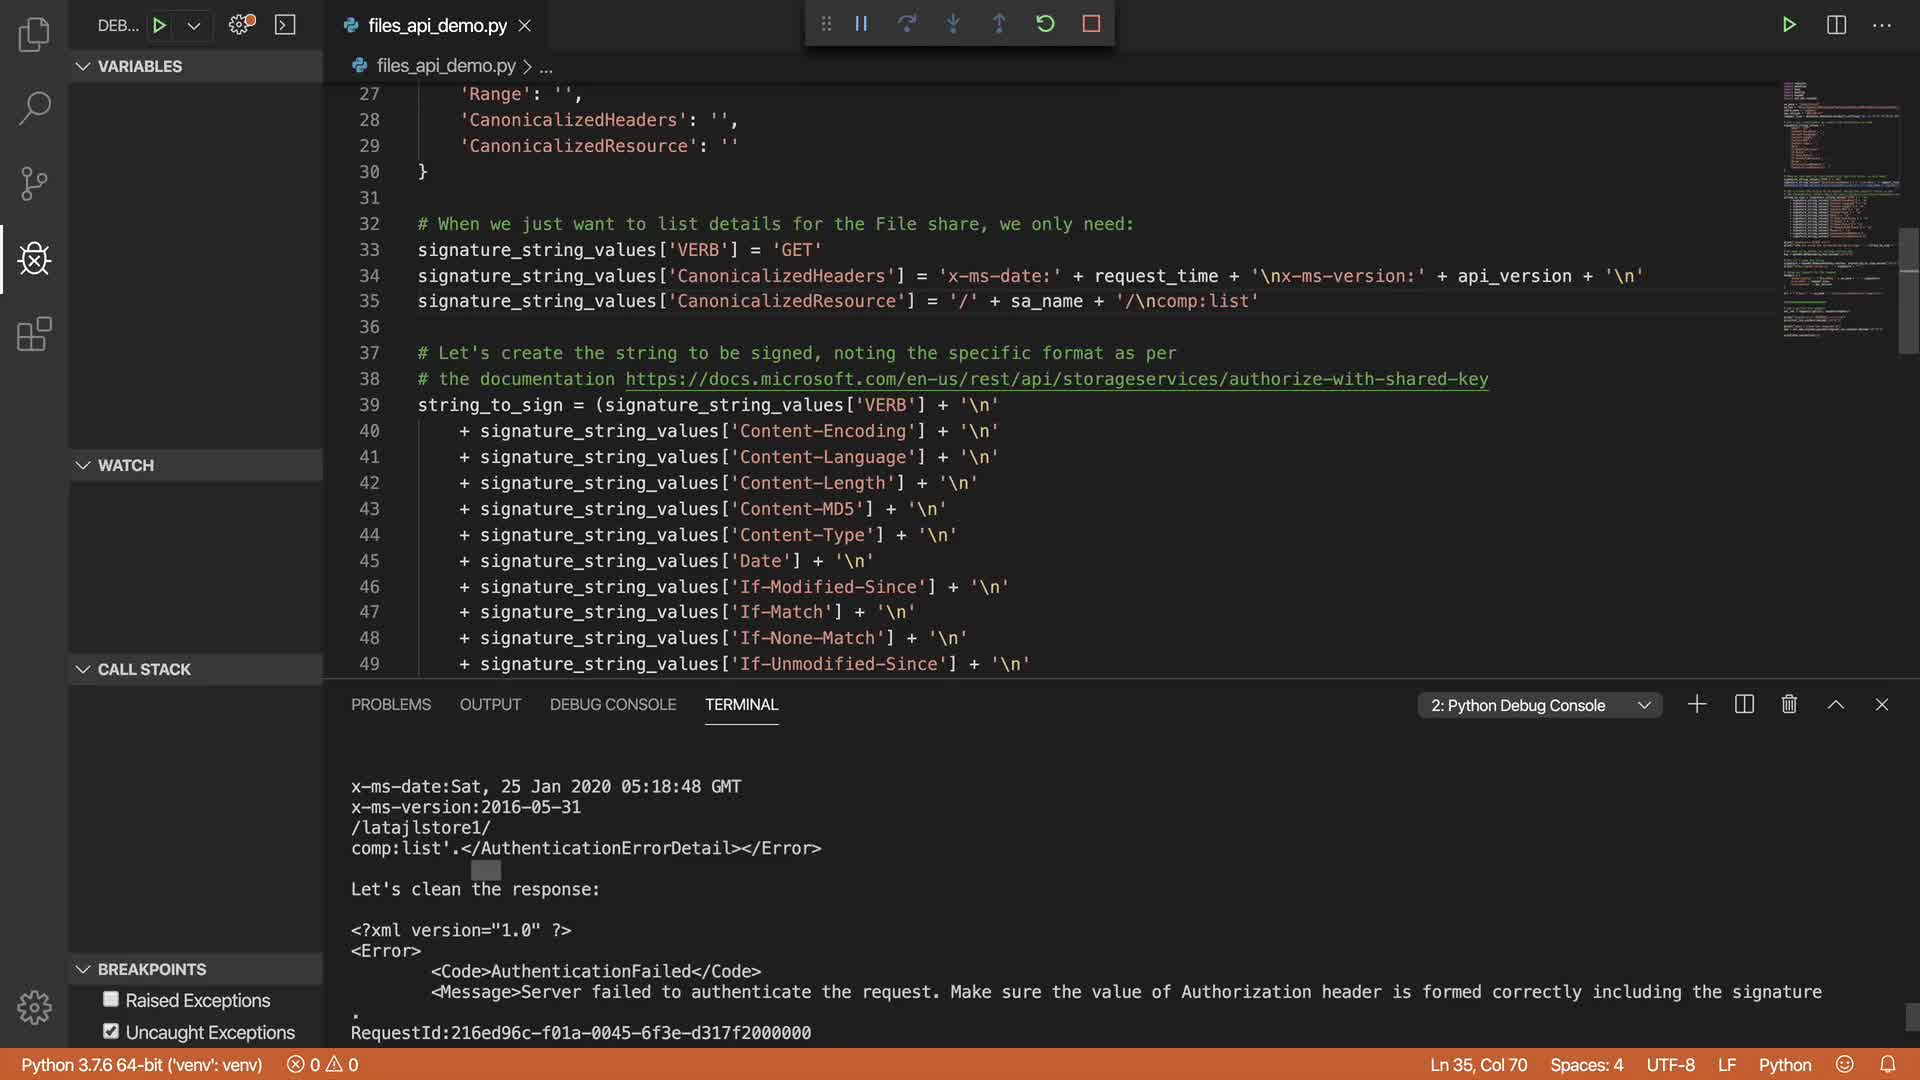 DEB...
files_api_demo.py
VARIABLES
files_api_demo.py > ...
27 'Range': '',
28 'CanonicalizedHeaders': '',
29 'CanonicalizedResource': ''
30 }
31
32 # When we just want to list details for the File share, we only need:
33 signature_string_values['VERB'] = 'GET'
34 signature_string_values['CanonicalizedHeaders'] = 'x-ms-date:' + request_time + '\nx-ms-version:' + api_version + '\n'
35 signature_string_values['CanonicalizedResource'] = '/' + sa_name + '/\ncomp:list'
36
37 # Let's create the string to be signed, noting the specific format as per
38 # the documentation https://docs.microsoft.com/en-us/rest/api/storageservices/authorize-with-shared-key
39 string_to_sign = (signature_string_values['VERB'] + '\n'
40 + signature_string_values['Content-Encoding'] + '\n'
41 + signature_string_values['Content-Language'] + '\n'
42 + signature_string_values['Content-Length'] + '\n'
43 + signature_string_values['Content-MD5'] + '\n'
44 + signature_string_values['Content-Type'] + '\n'
45 + signature_string_values['Date'] + '\n'
46 + signature_string_values['If-Modified-Since'] + '\n'
47 + signature_string_values['If-Match'] + '\n'
48 + signature_string_values['If-None-Match'] + '\n'
49 + signature_string_values['If-Unmodified-Since'] + '\n'
WATCH
CALL STACK
BREAKPOINTS
Raised Exceptions
Uncaught Exceptions
PROBLEMS OUTPUT DEBUG CONSOLE TERMINAL 2: Python Debug Console
x-ms-date:Sat, 25 Jan 2020 05:18:48 GMT
x-ms-version:2016-05-31
/latajlstore1/
comp:list'.</AuthenticationErrorDetail></Error>
Let's clean the response:
<?xml version="1.0" ?>
<Error>
<Code>AuthenticationFailed</Code>
<Message>Server failed to authenticate the request. Make sure the value of Authorization header is formed correctly including the signature
.
RequestId:216ed96c-f01a-0045-6f3e-d317f2000000
Python 3.7.6 64-bit ('venv': venv) 0 0 Ln 35, Col 70 Spaces: 4 UTF-8 LF Python